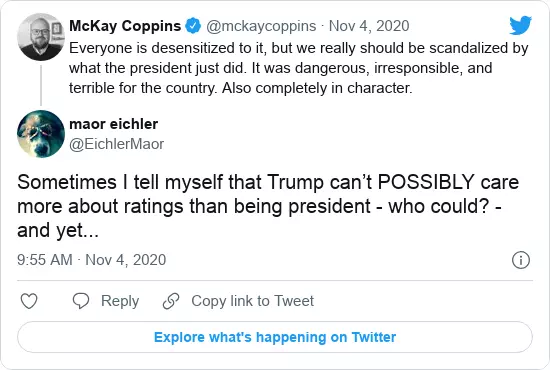 McKay Coppins @mckaycoppins · Nov 4, 2020
Everyone is desensitized to it, but we really should be scandalized by
what the president just did. It was dangerous, irresponsible, and
terrible for the country. Also completely in character.
maor eichler
@EichlerMaor
Sometimes I tell myself that Trump can’t POSSIBLY care
more about ratings than being president - who could? -
and yet...
9:55 AM · Nov 4, 2020
Reply Copy link to Tweet
Explore what's happening on Twitter